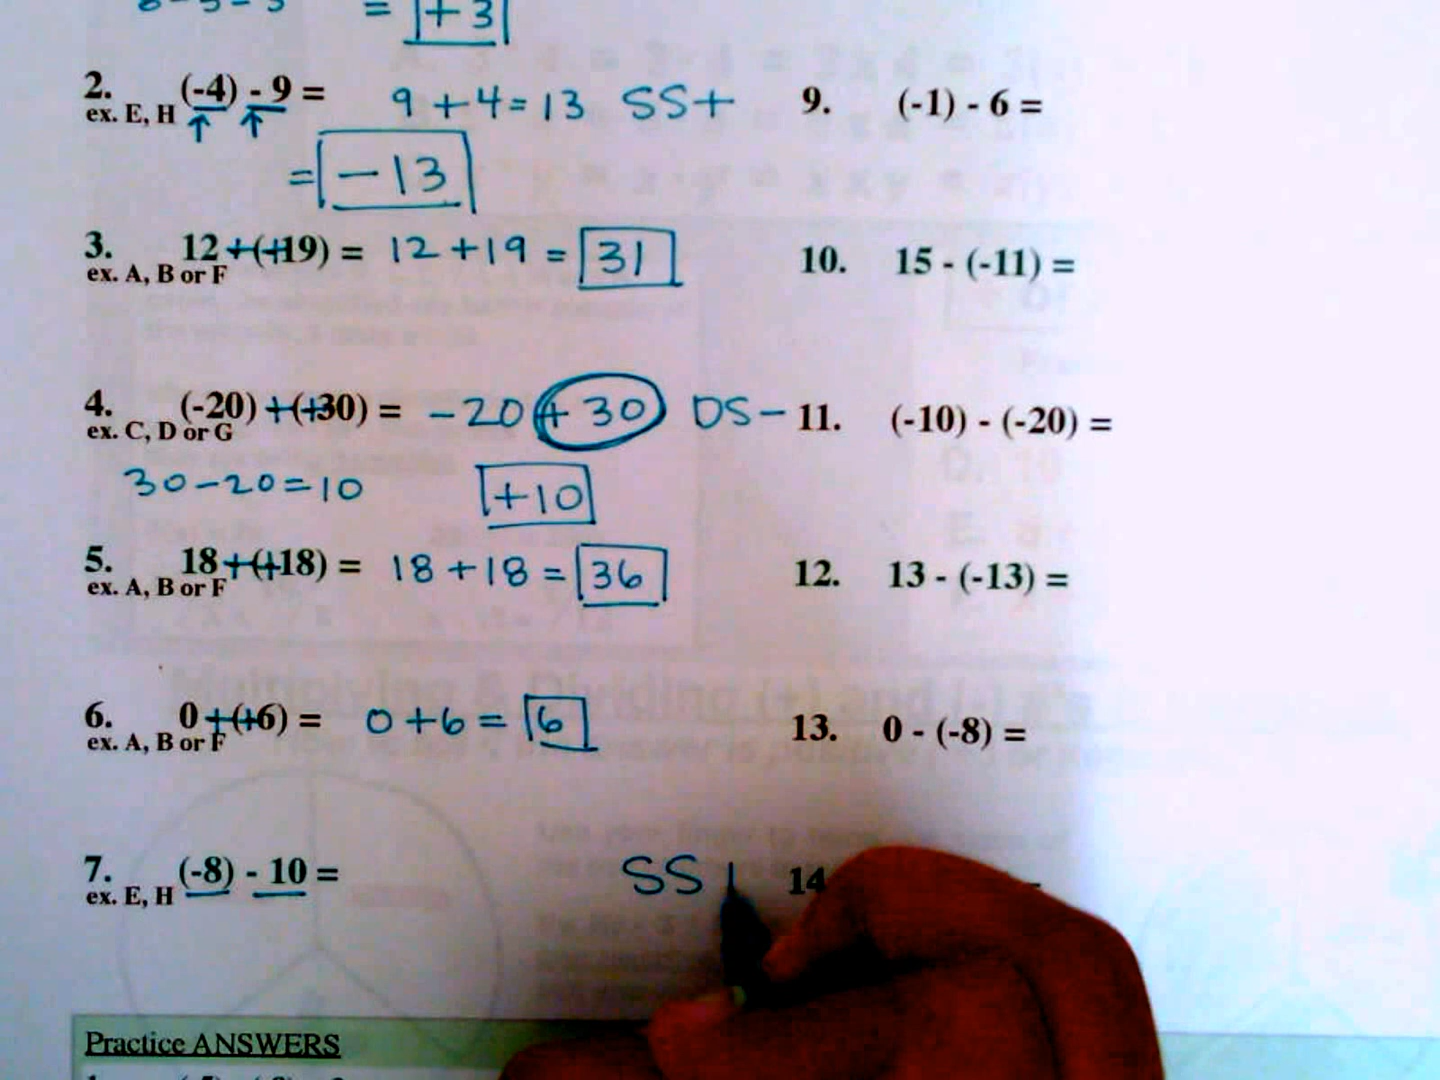 = +3
2. (-4) - 9 = 9 + 4 = 13 SS+
ex. E, H
= -13
3. 12 +(+19) = 12 + 19 = 31
ex. A, B or F
4. (-20) +(+30) = -20 + 30 DS-
ex. C, D or G
30 - 20 = 10 +10
5. 18 +(+18) = 18 + 18 = 36
ex. A, B or F
6. 0 +(+6) = 0 + 6 = 6
ex. A, B or F
7. (-8) - 10 = SS
ex. E, H
9. (-1) - 6 =
10. 15 - (-11) =
11. (-10) - (-20) =
12. 13 - (-13) =
13. 0 - (-8) =
14
Practice ANSWERS